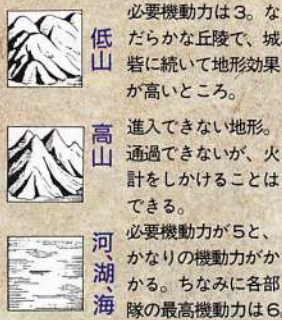 低山
必要機動力は3。な
だらかな丘陵で、城
砦に続いて地形効果
が高いところ。
高山
進入できない地形。
通過できないが、火
計をしかけることは
できる。
河、湖、海
必要機動力が5と、
かなりの機動力がか
かる。ちなみに各部
隊の最高機動力は6。